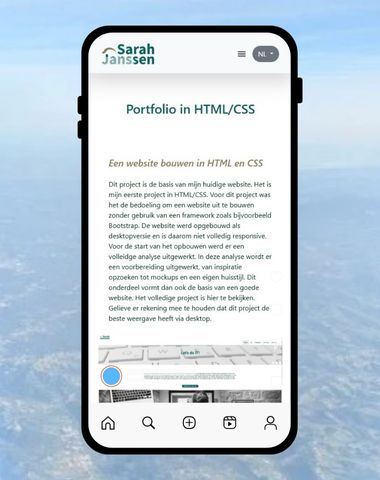 Sarah
Janssen
NL
Portfolio in HTML/CSS
Een website bouwen in HTML en CSS
Dit project is de basis van mijn huidige website. Het is
mijn eerste project in HTML/CSS. Voor dit project was
het de bedoeling om een website uit te bouwen
zonder gebruik van een framework zoals bijvoorbeeld
Bootstrap. De website werd opgebouwd als
desktopversie en is daarom niet volledig responsive.
Voor de start van het opbouwen werd er een
volledige analyse uitgewerkt. In deze analyse wordt er
een voorbereiding uitgewerkt, van inspiratie
opzoeken tot mockups en een eigen huisstijl. Dit
onderdeel vormt dan ook de basis van een goede
website. Het volledige project is hier te bekijken.
Gelieve er rekening mee te houden dat dit project de
beste weergave heeft via desktop.
Let's do it!